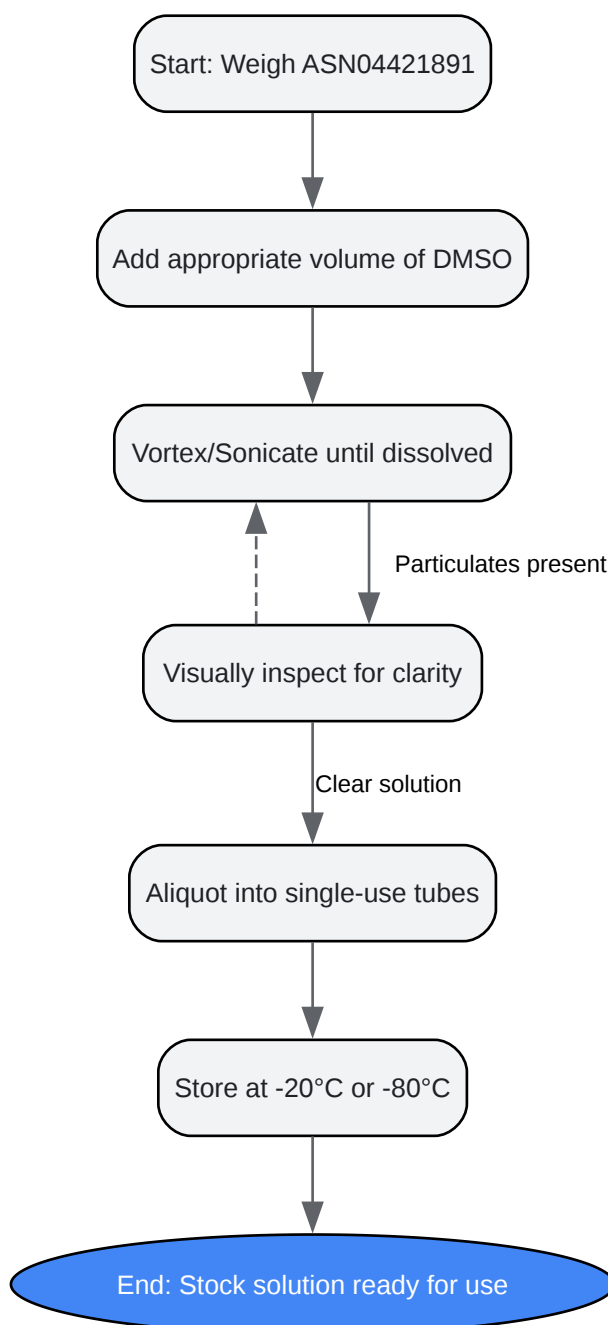 Start: Weigh ASN04421891
Add appropriate volume of DMSO
Vortex/Sonicate until dissolved
Particulates present
Visually inspect for clarity
Clear solution
Aliquot into single-use tubes
Store at -20°C or -80°C
End: Stock solution ready for use